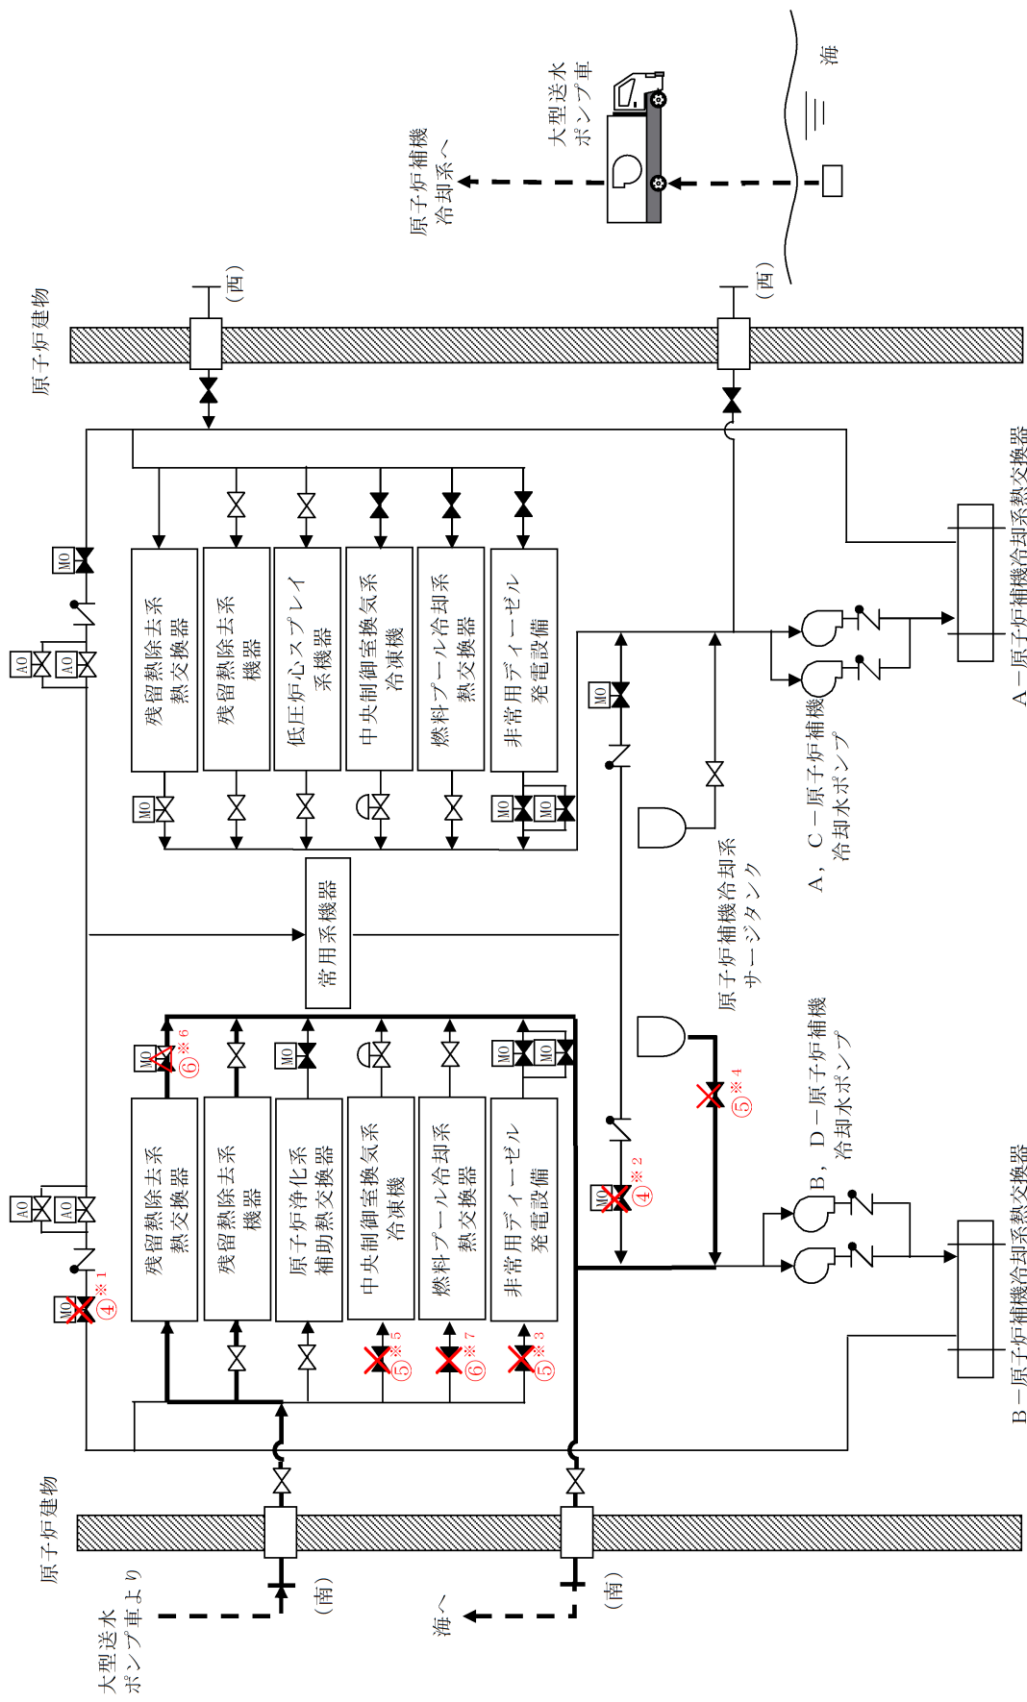 大型送水
ポンプ車より
海へ
原子炉建物
(南)
(南)
MO
④※1
AO
AO
残留熱除去系
熱交換器
残留熱除去系
機器
原子炉浄化系
補助熱交換器
中央制御室換気系
冷凍機
燃料プール冷却系
熱交換器
非常用ディーゼル
発電設備
⑤※5
⑥※7
⑤※3
MO
⑥※6
MO
MO
MO
MO
④※2
⑤※4
B, D－原子炉補機
冷却水ポンプ
B－原子炉補機冷却系熱交換器
常用系機器
原子炉補機冷却系
サージタンク
AO
AO
MO
残留熱除去系
熱交換器
残留熱除去系
機器
低圧炉心スプレイ
系機器
中央制御室換気系
冷凍機
燃料プール冷却系
熱交換器
非常用ディーゼル
発電設備
MO
MO
MO
MO
A, C－原子炉補機
冷却水ポンプ
A－原子炉補機冷却系熱交換器
原子炉建物
(西)
(西)
原子炉補機
冷却系へ
大型送水
ポンプ車
海